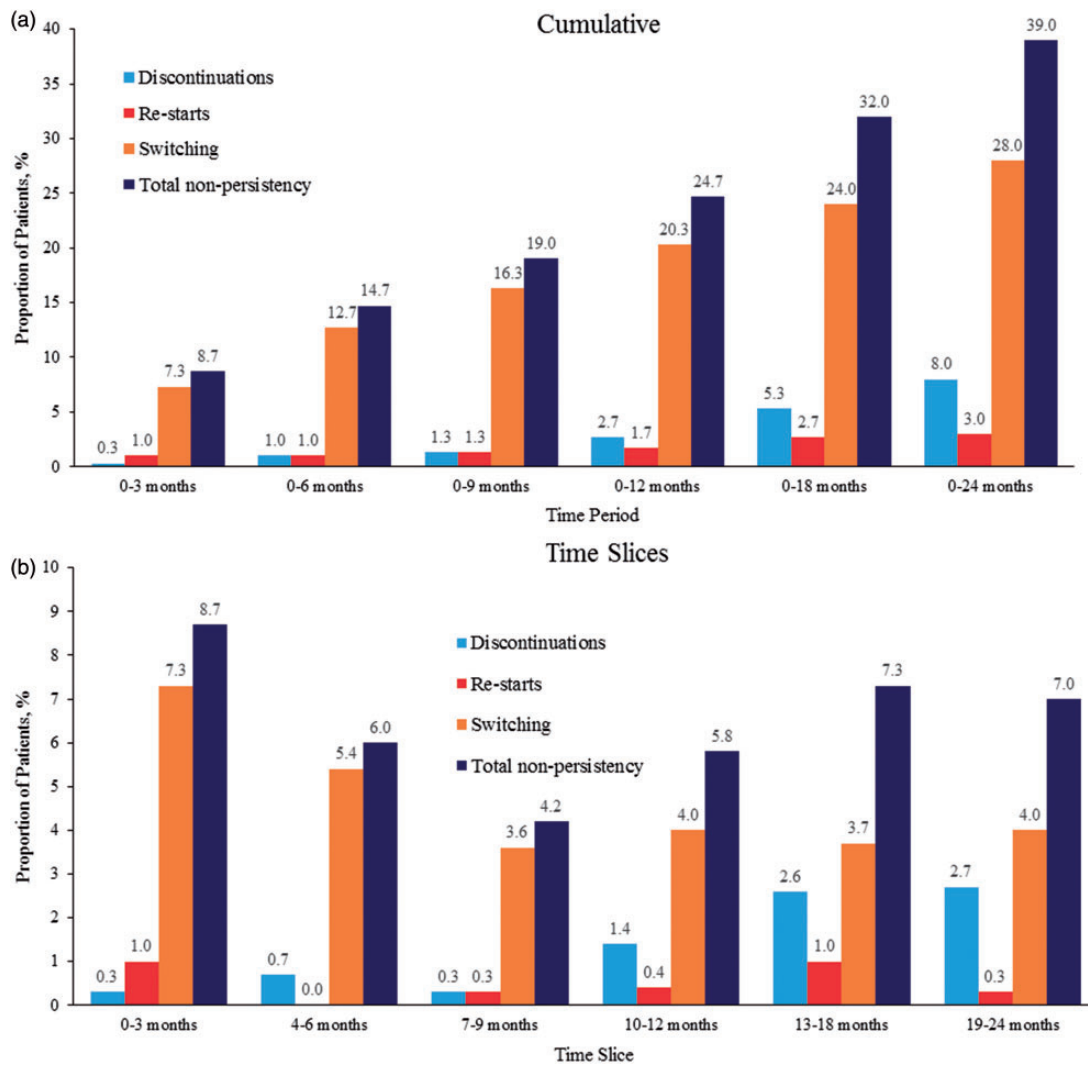 (a)
Cumulative
Discontinuations
Re-starts
Switching
Total non-persistency
Proportion of Patients, %
40
35
30
25
20
15
10
5
0
0.3 1.0 7.3 8.7
1.0 1.0 12.7 14.7
1.3 1.3 16.3 19.0
2.7 1.7 20.3 24.7
5.3 2.7 24.0 32.0
8.0 3.0 28.0 39.0
0-3 months 0-6 months 0-9 months 0-12 months 0-18 months 0-24 months
Time Period
(b)
Time Slices
Discontinuations
Re-starts
Switching
Total non-persistency
Proportion of Patients, %
10
9
8
7
6
5
4
3
2
1
0
0.3 1.0 7.3 8.7
0.7 0.0 5.4 6.0
0.3 0.3 3.6 4.2
1.4 0.4 4.0 5.8
2.6 1.0 3.7 7.3
2.7 0.3 4.0 7.0
0-3 months 4-6 months 7-9 months 10-12 months 13-18 months 19-24 months
Time Slice